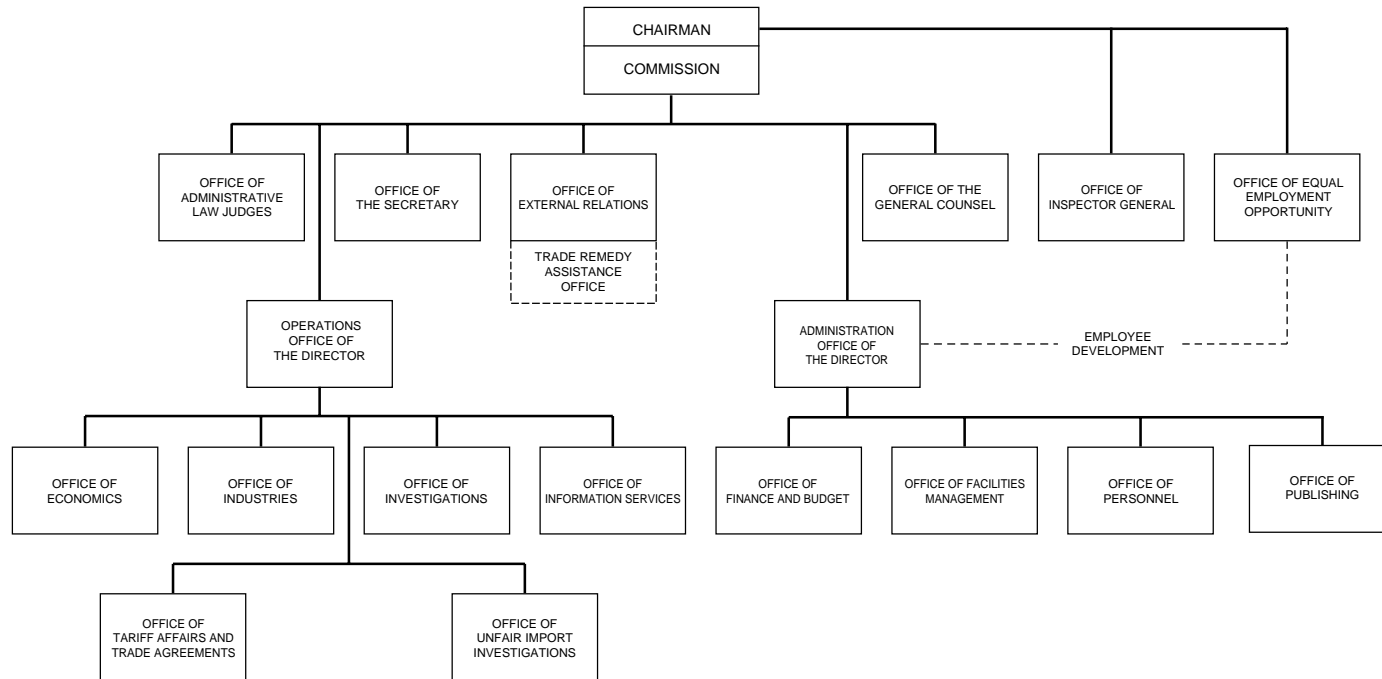 CHAIRMAN
COMMISSION
OFFICE OF
ADMINISTRATIVE
LAW JUDGES
OFFICE OF
THE SECRETARY
OFFICE OF
EXTERNAL RELATIONS
TRADE REMEDY
ASSISTANCE
OFFICE
OFFICE OF THE
GENERAL COUNSEL
OFFICE OF
INSPECTOR GENERAL
OFFICE OF EQUAL
EMPLOYMENT
OPPORTUNITY
OPERATIONS
OFFICE OF
THE DIRECTOR
ADMINISTRATION
OFFICE OF
THE DIRECTOR
EMPLOYEE
DEVELOPMENT
OFFICE OF
ECONOMICS
OFFICE OF
INDUSTRIES
OFFICE OF
INVESTIGATIONS
OFFICE OF
INFORMATION SERVICES
OFFICE OF
FINANCE AND BUDGET
OFFICE OF FACILITIES
MANAGEMENT
OFFICE OF
PERSONNEL
OFFICE OF
PUBLISHING
OFFICE OF
TARIFF AFFAIRS AND
TRADE AGREEMENTS
OFFICE OF
UNFAIR IMPORT
INVESTIGATIONS